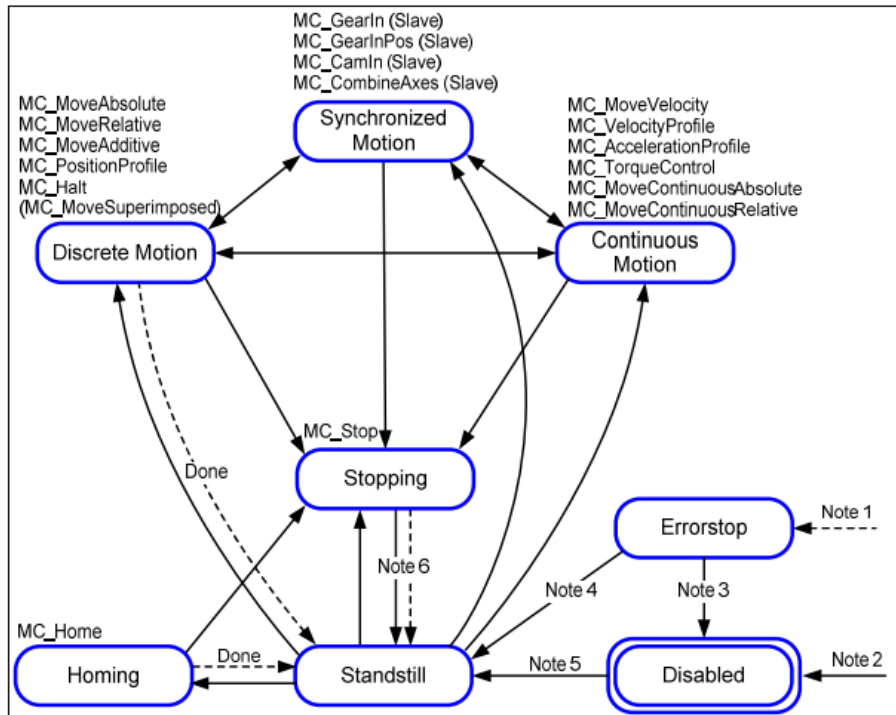 MC_GearIn (Slave)
MC_GearInPos (Slave)
MC_CamIn (Slave)
MC_CombineAxes (Slave)
Synchronized
Motion
MC_MoveAbsolute
MC_MoveRelative
MC_MoveAdditive
MC_PositionProfile
MC_Halt
(MC_MoveSuperimposed)
Discrete Motion
MC_MoveVelocity
MC_VelocityProfile
MC_AccelerationProfile
MC_TorqueControl
MC_MoveContinuousAbsolute
MC_MoveContinuousRelative
Continuous
Motion
MC_Stop
Stopping
Done
Errorstop
Note 1
Note 6
Note 4
Note 3
MC_Home
Homing
Done
Standstill
Note 5
Disabled
Note 2